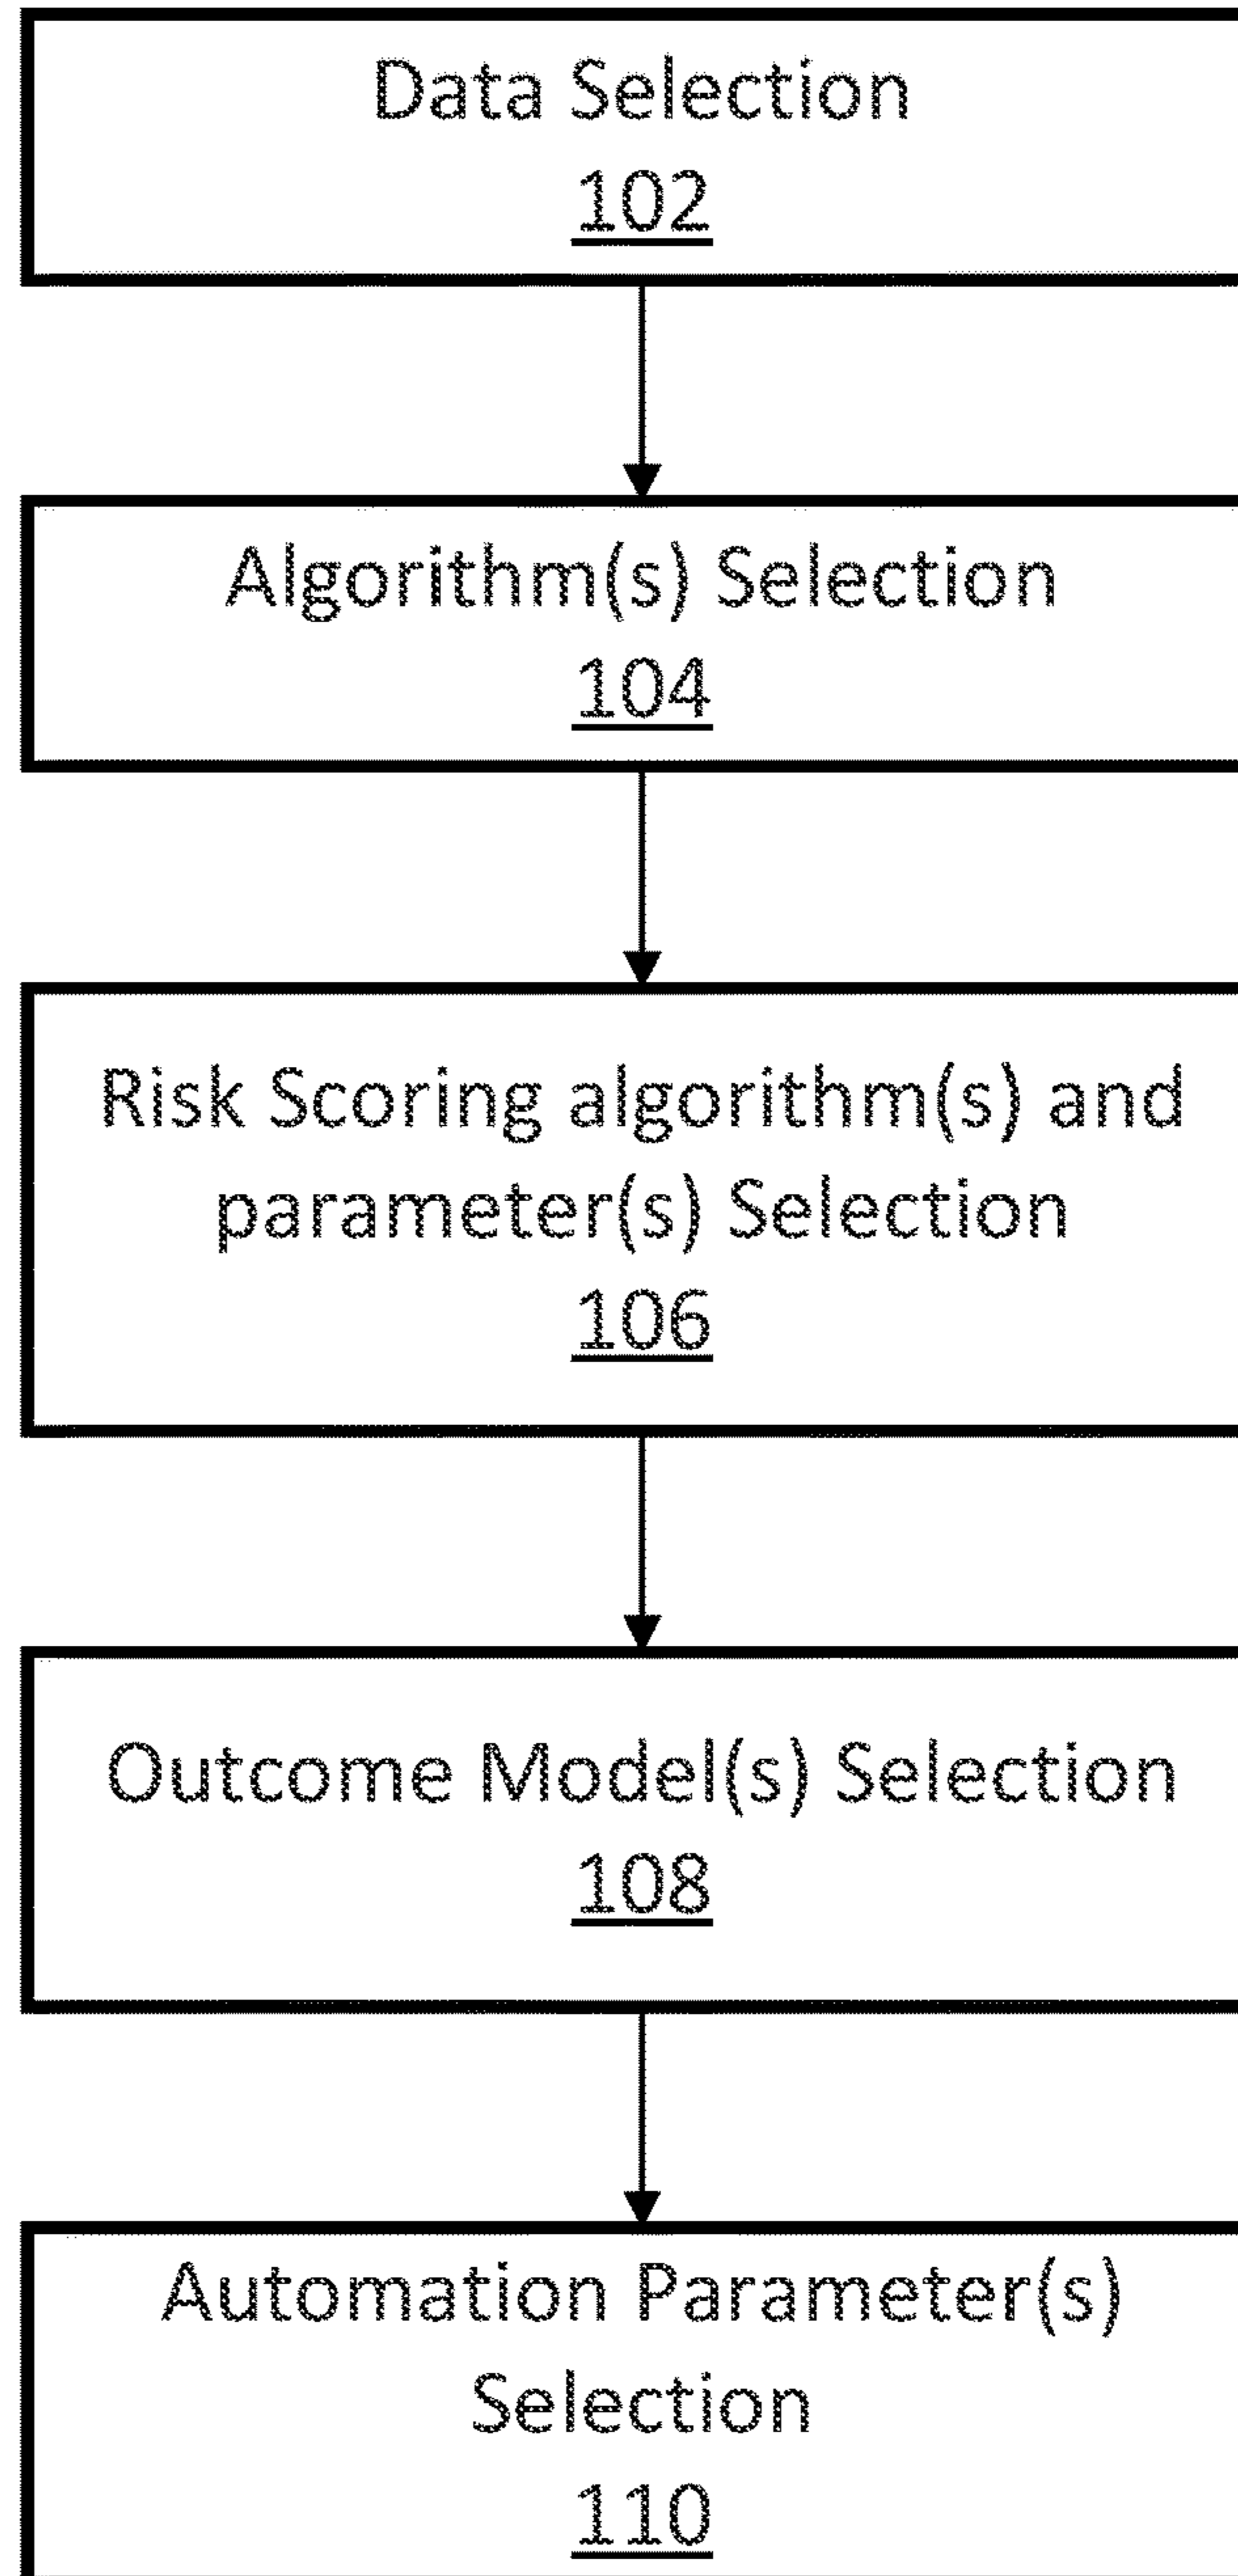 Data Selection
102
Algorithm(s) Selection
104
Risk Scoring algorithm(s) and
parameter(s) Selection
106
Outcome Model(s) Selection
108
Automation Parameter(s)
Selection
110